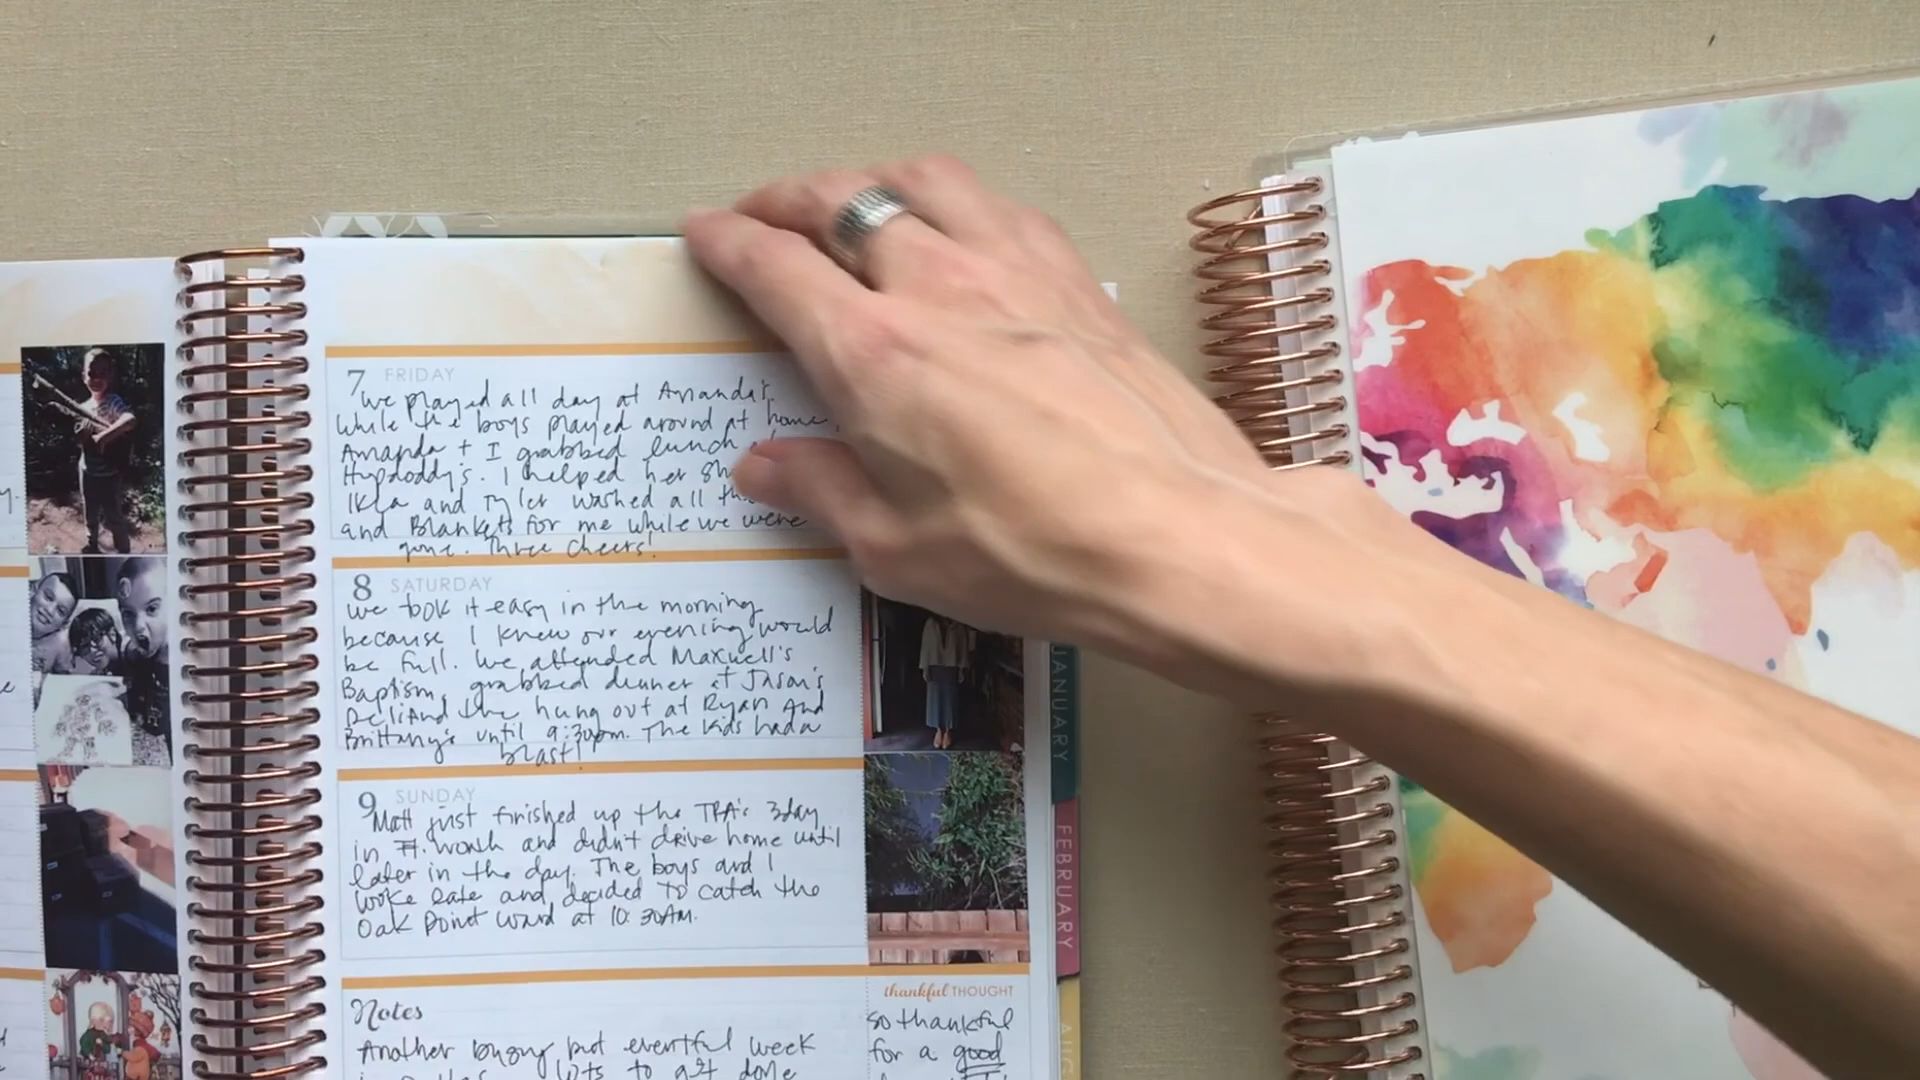 7 FRIDAY
We played all day at Amanda's.
While the boys played around at home,
Amanda + I grabbed lunch
Hopdoddy's. I helped her
IKEA and Tyler washed all
and Blankets for me while we were
gone. Three cheers!
8 SATURDAY
We took it easy in the morning
because I knew our evening would
be full. We attended Maxwell's
Baptism, grabbed dinner at Jason's
Deli And the hung out at Ryan And
Brittany's until 9:30pm. The kids had a
blast!
9 SUNDAY
Matt just finished up the TPA's 3day
in Ft. Worth and didn't drive home until
later in the day. The boys and I
woke late and decided to catch the
Oak Point ward at 10:30AM.
Notes
Another busy but eventful week
to get done
thankful THOUGHT
so thankful
for a good
JANUARY
FEBRUARY
AUG